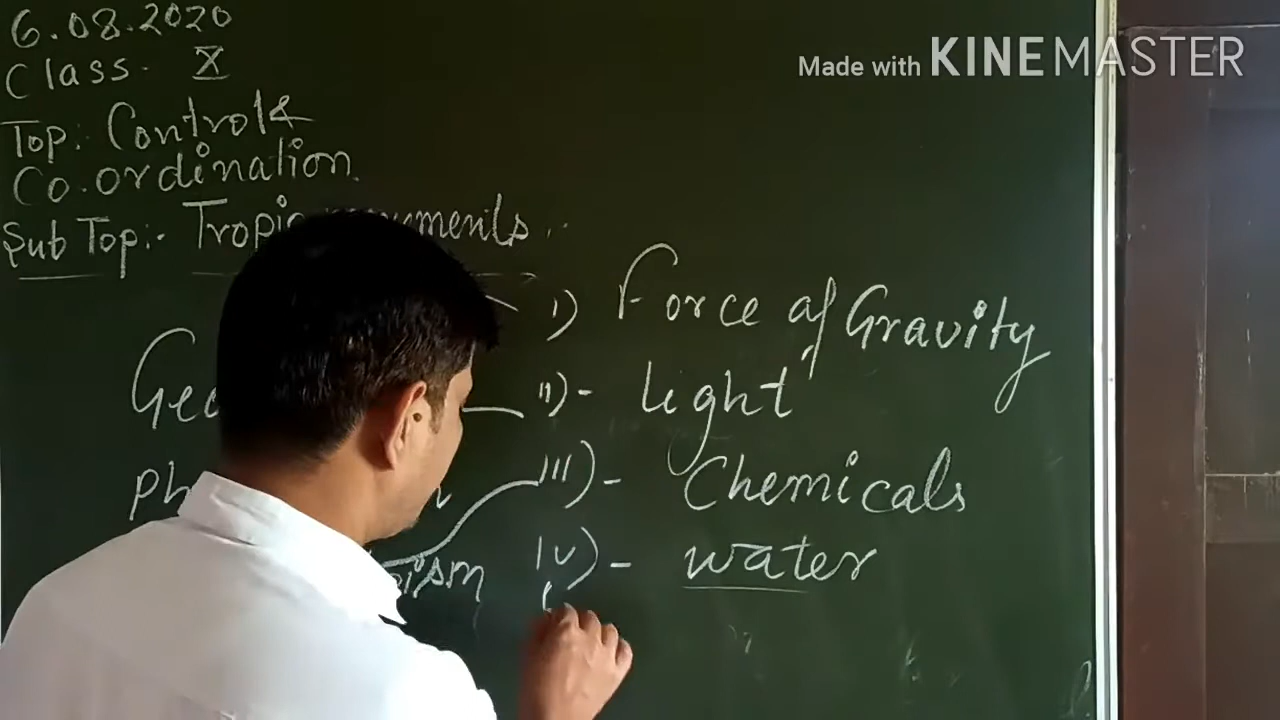 Made with KINEMASTER
6.08.2020
Class. X
Top:. Control &
Co.ordination.
Sub Top:-
i) Force of Gravity
ii)- light
iii)- Chemicals
iv)- water